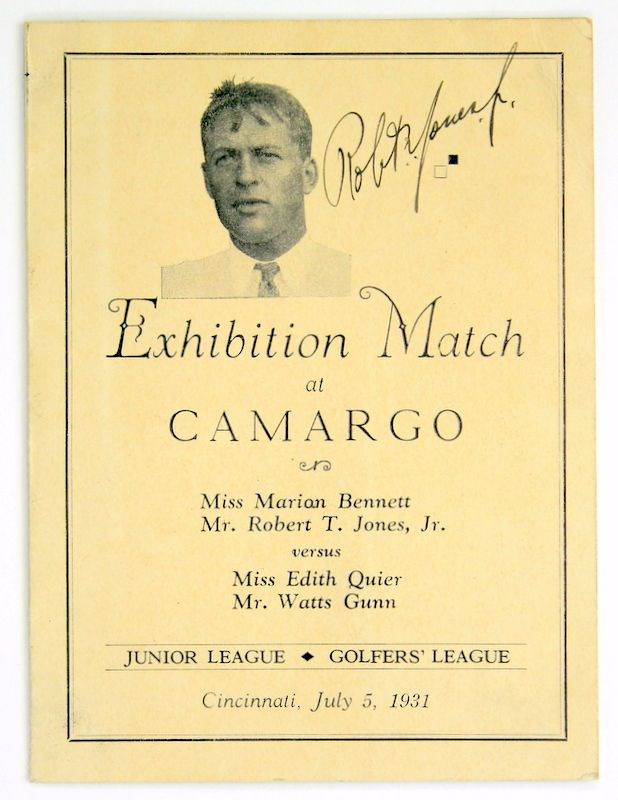 Robt. T. Jones, Jr.
Exhibition Match
at
CAMARGO
Miss Marion Bennett
Mr. Robert T. Jones, Jr.
versus
Miss Edith Quier
Mr. Watts Gunn
JUNIOR LEAGUE ◆ GOLFERS' LEAGUE
Cincinnati, July 5, 1931